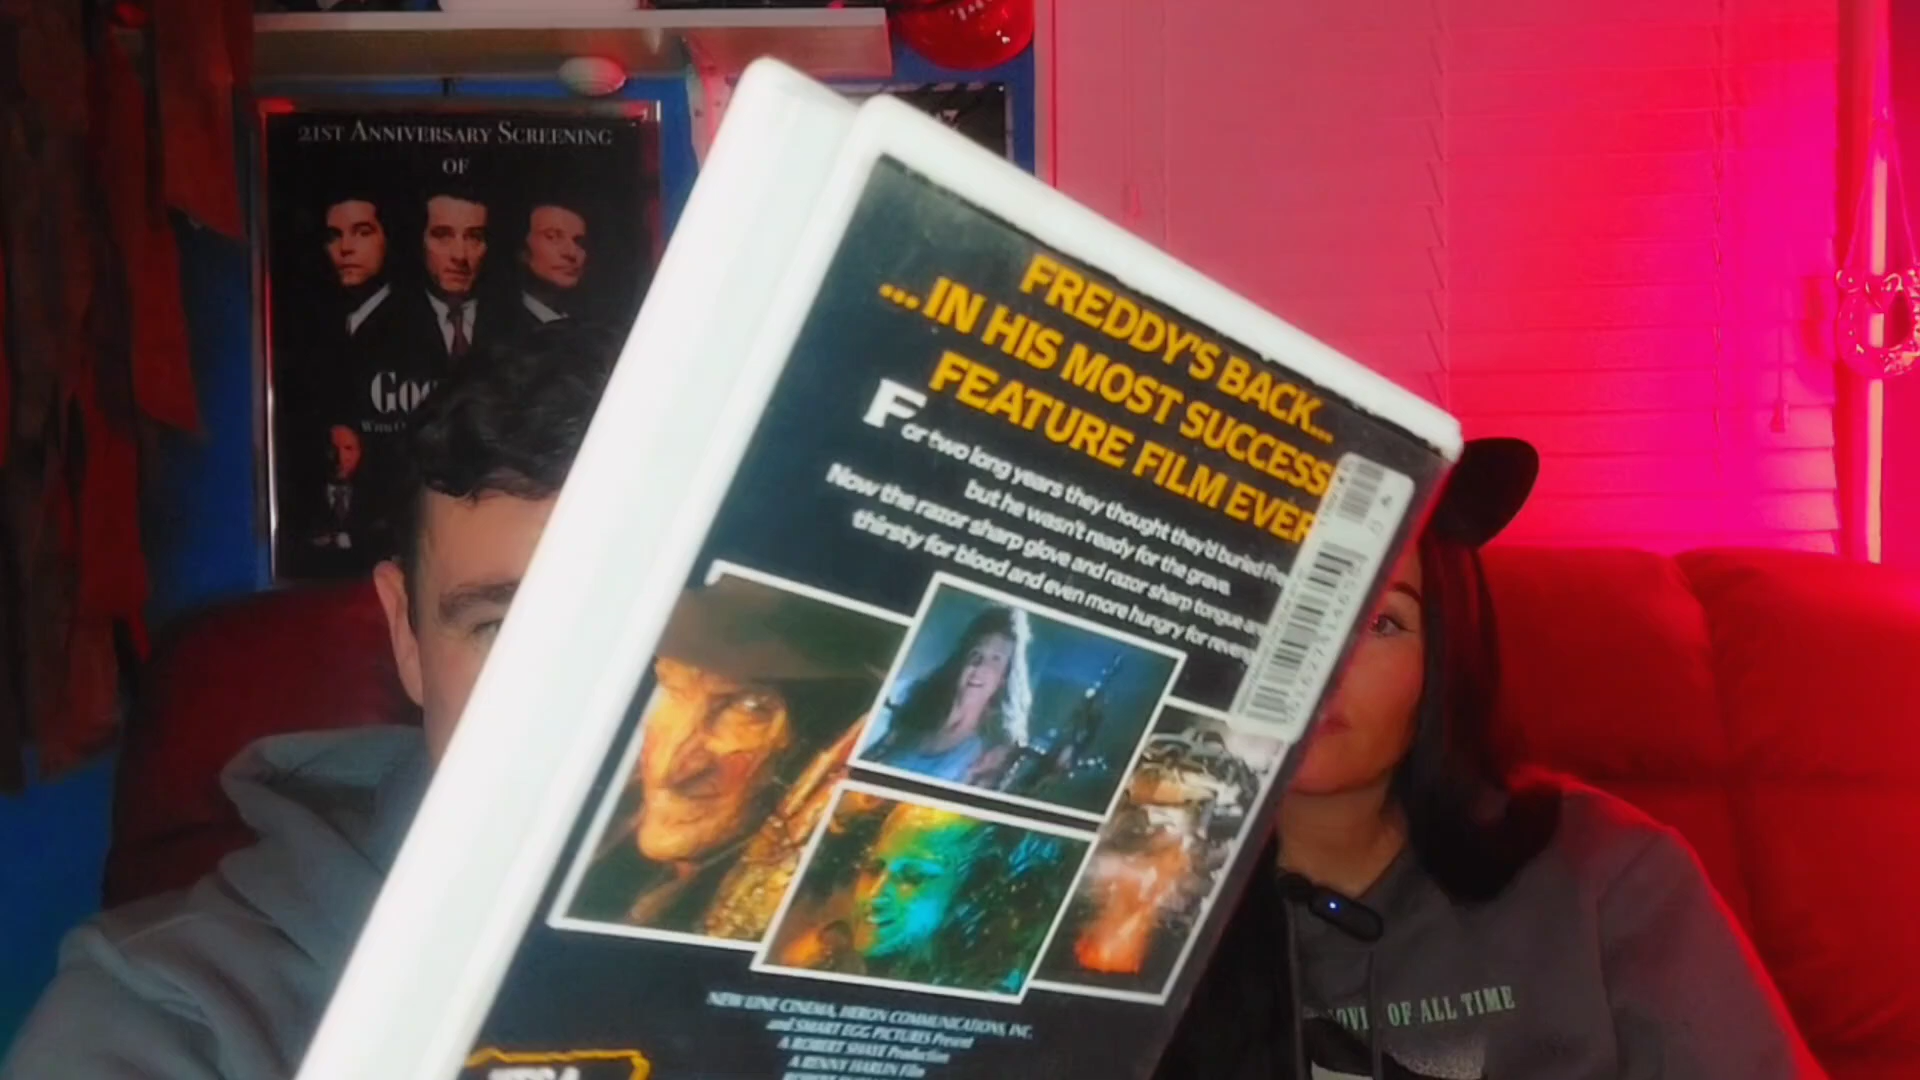 21ST ANNIVERSARY SCREENING
OF
FREDDY'S BACK...
...IN HIS MOST SUCCESS
FEATURE FILM EVER
For two long years they thought they'd buried Fre
but he wasn't ready for the grave.
Now the razor sharp glove and razor sharp tongue are
thirsty for blood and even more hungry for reveng
NEW LINE CINEMA, HERON COMMUNICATIONS, INC.
and SMART EGG PICTURES Present
A ROBERT SHAYE Production
A RENNY HARLIN Film
OF ALL TIME